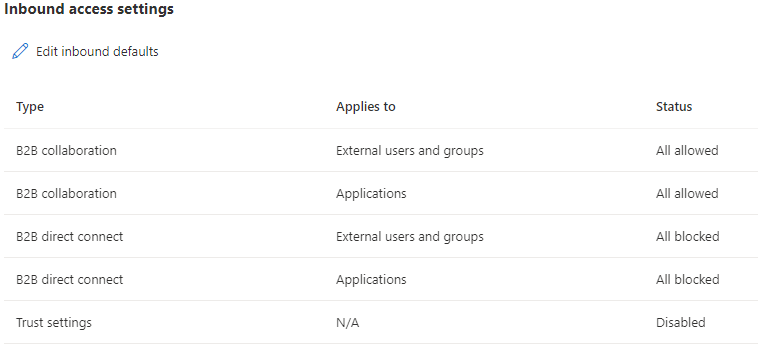 Inbound access settings
Edit inbound defaults
Type Applies to Status
B2B collaboration External users and groups All allowed
B2B collaboration Applications All allowed
B2B direct connect External users and groups All blocked
B2B direct connect Applications All blocked
Trust settings N/A Disabled